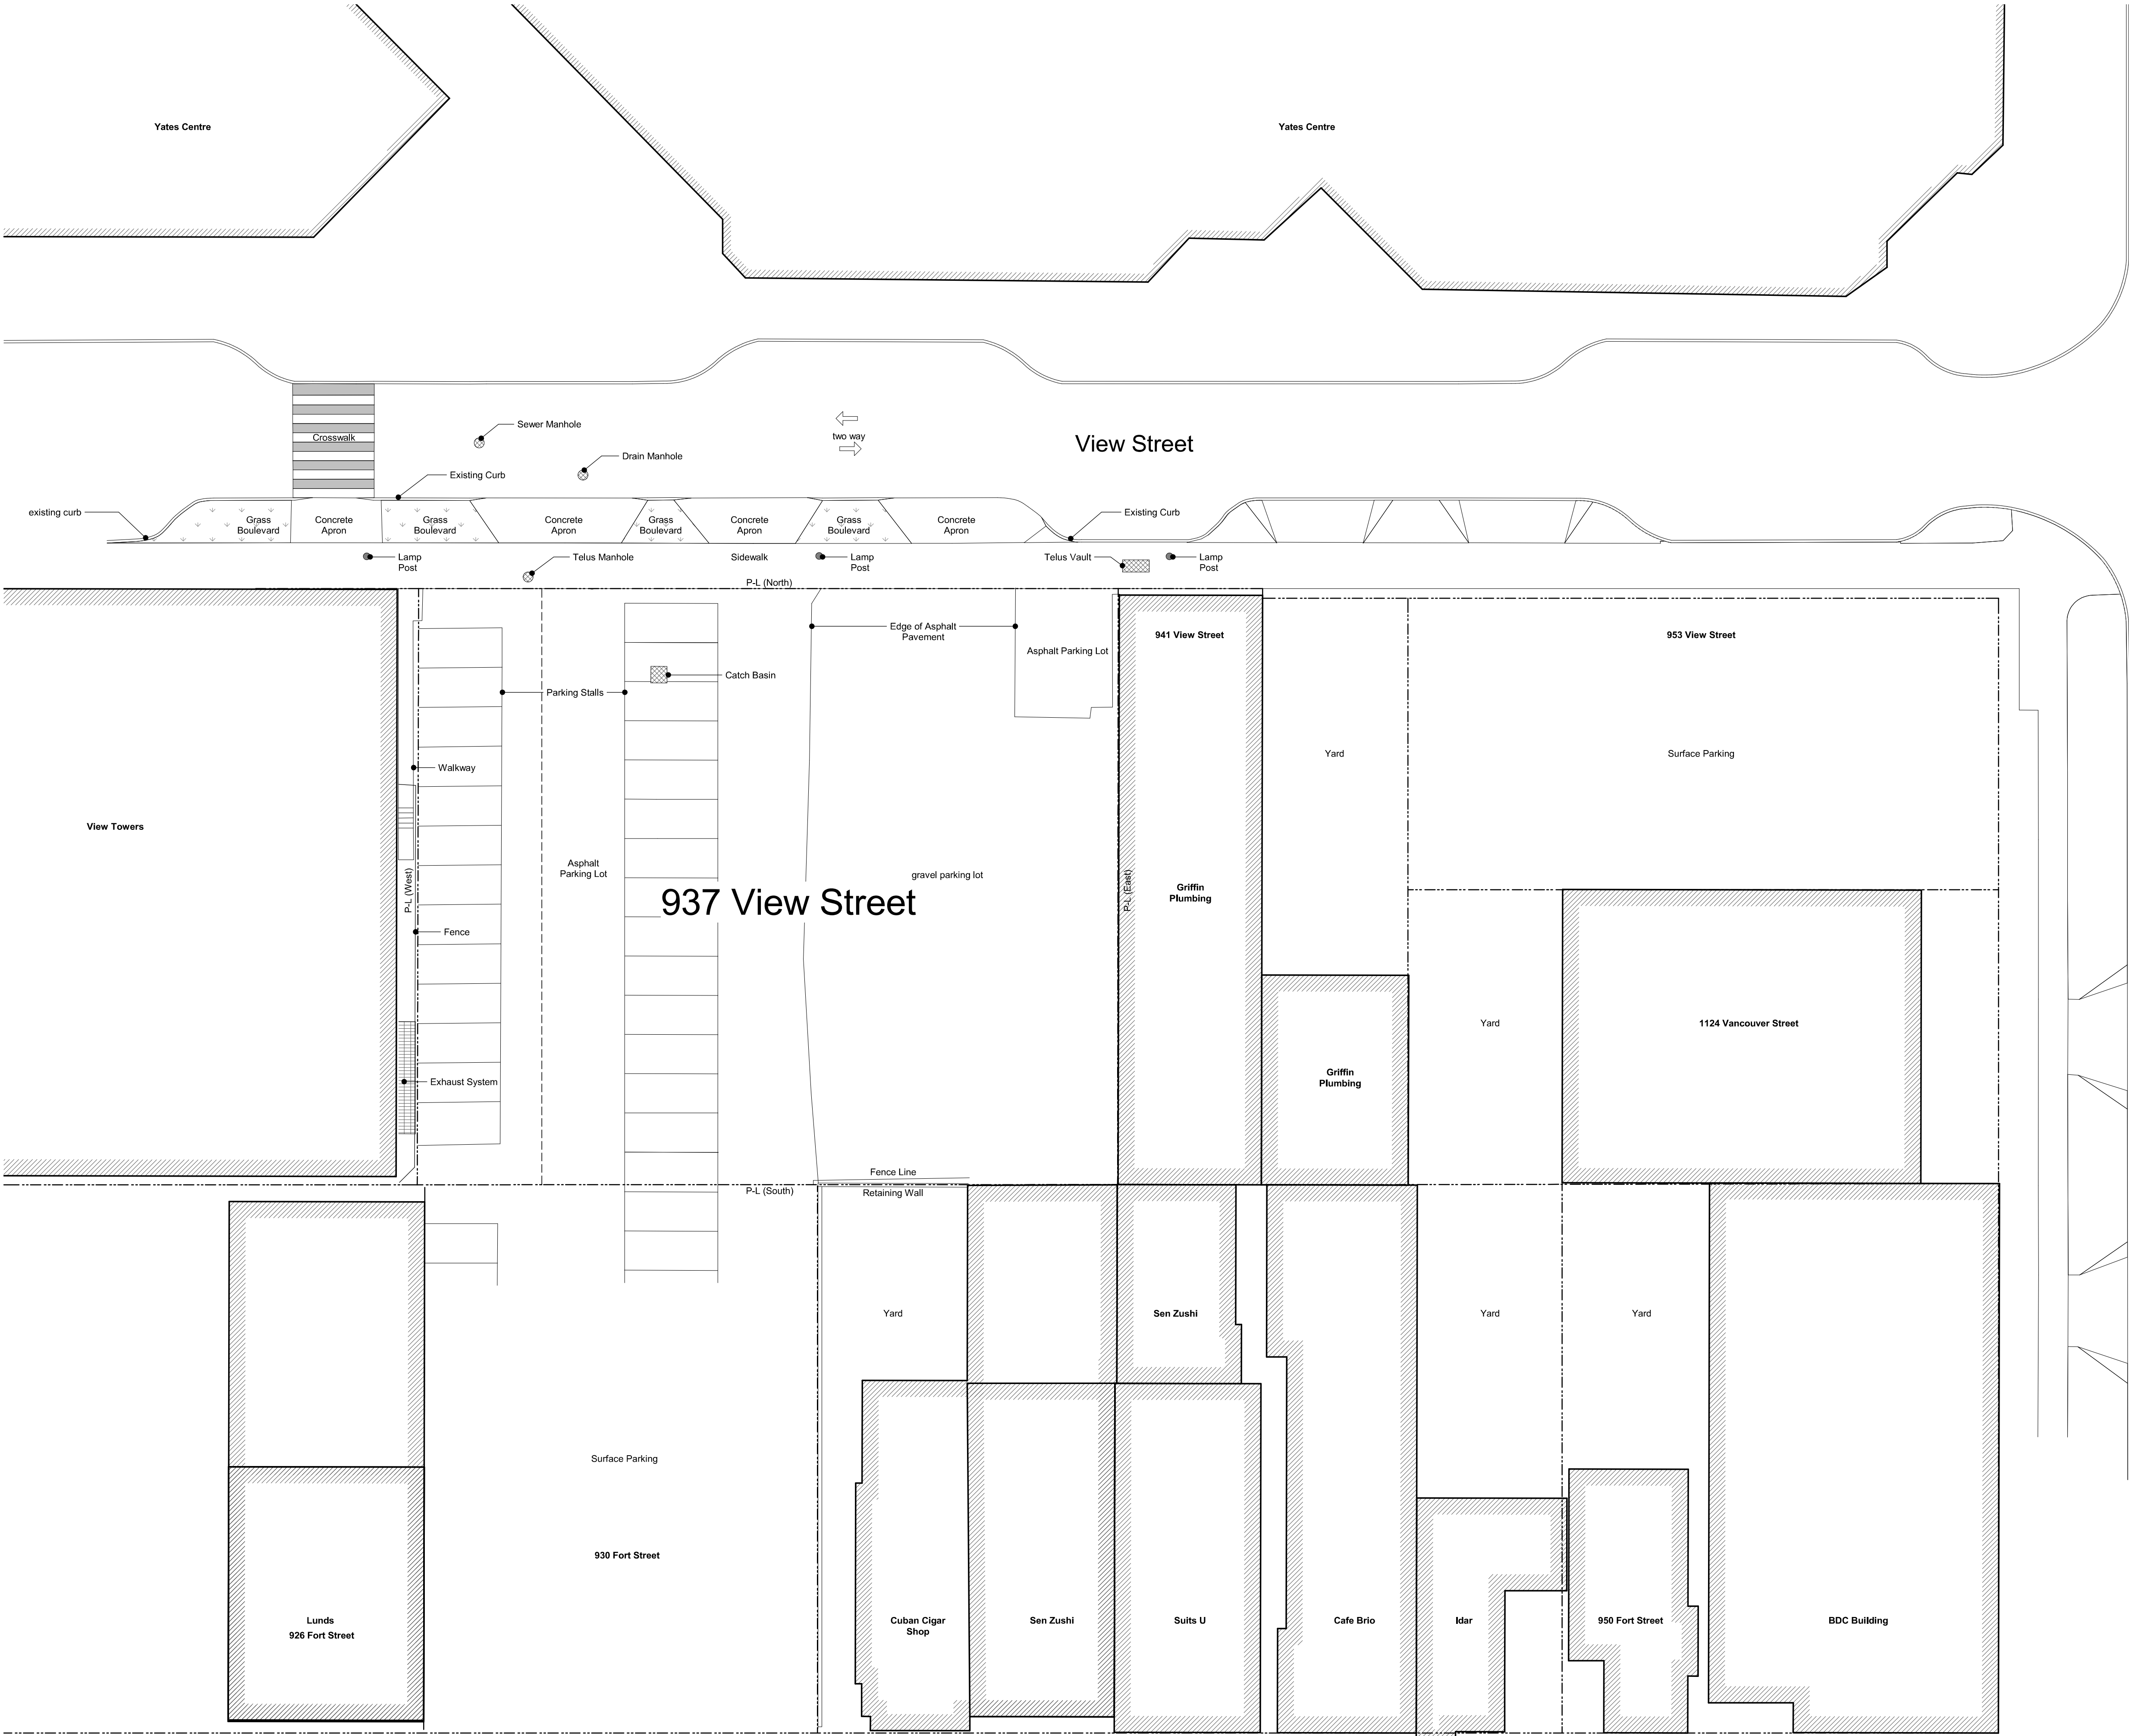 Yates Centre
Yates Centre
Sewer Manhole
two way
View Street
Crosswalk
Drain Manhole
Existing Curb
existing curb
Existing Curb
Grass
Boulevard
Concrete
Apron
Grass
Boulevard
Concrete
Apron
Grass
Boulevard
Concrete
Apron
Grass
Boulevard
Concrete
Apron
Lamp
Post
Telus Manhole
Sidewalk
Lamp
Post
Telus Vault
Lamp
Post
P-L (North)
Edge of Asphalt
Pavement
941 View Street
953 View Street
Asphalt Parking Lot
Catch Basin
Parking Stalls
Yard
Surface Parking
Walkway
View Towers
Asphalt
Parking Lot
gravel parking lot
P-L (West)
937 View Street
P-L (East)
Griffin
Plumbing
Fence
Yard
1124 Vancouver Street
Griffin
Plumbing
Exhaust System
Fence Line
P-L (South)
Retaining Wall
Yard
Sen Zushi
Yard
Yard
Surface Parking
930 Fort Street
Lunds
926 Fort Street
Cuban Cigar
Shop
Sen Zushi
Suits U
Cafe Brio
Idar
950 Fort Street
BDC Building